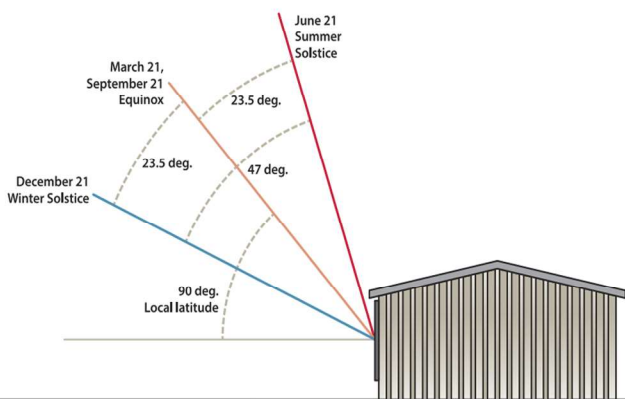 June 21
Summer
Solstice
March 21,
September 21
Equinox
23.5 deg.
23.5 deg.
47 deg.
December 21
Winter Solstice
90 deg.
Local latitude